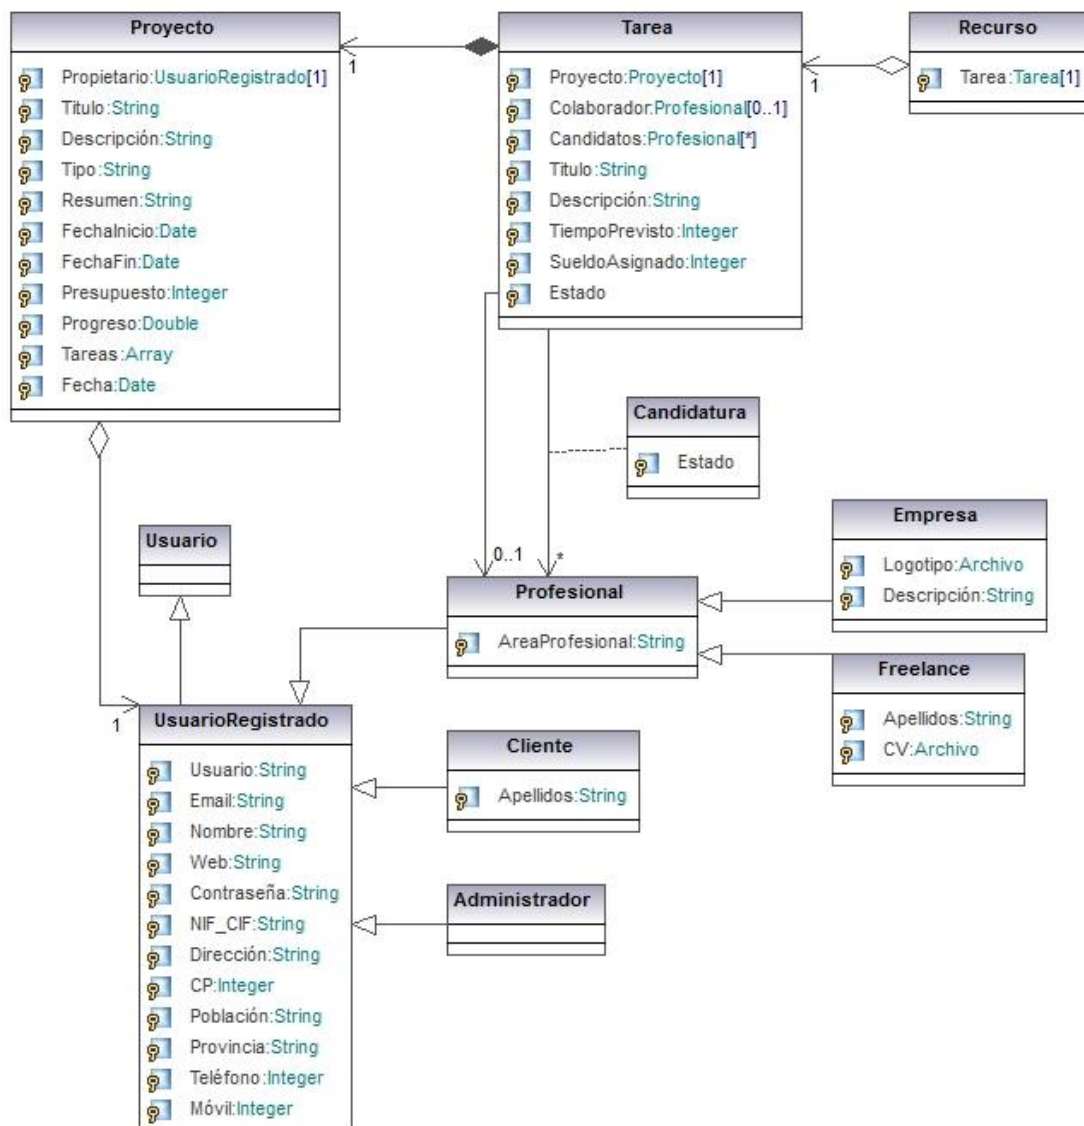 Proyecto
Propietario:UsuarioRegistrado[1]
Titulo:String
Descripción:String
Tipo:String
Resumen:String
FechaInicio:Date
FechaFin:Date
Presupuesto:Integer
Progreso:Double
Tareas:Array
Fecha:Date
1
Tarea
Proyecto:Proyecto[1]
Colaborador:Profesional[0..1]
Candidatos:Profesional[*]
Titulo:String
Descripción:String
TiempoPrevisto:Integer
SueldoAsignado:Integer
Estado
1
Recurso
Tarea:Tarea[1]
Candidatura
Estado
0..1
*
Usuario
Profesional
AreaProfesional:String
Empresa
Logotipo:Archivo
Descripción:String
Freelance
Apellidos:String
CV:Archivo
1
UsuarioRegistrado
Usuario:String
Email:String
Nombre:String
Web:String
Contraseña:String
NIF_CIF:String
Dirección:String
CP:Integer
Población:String
Provincia:String
Teléfono:Integer
Móvil:Integer
Cliente
Apellidos:String
Administrador